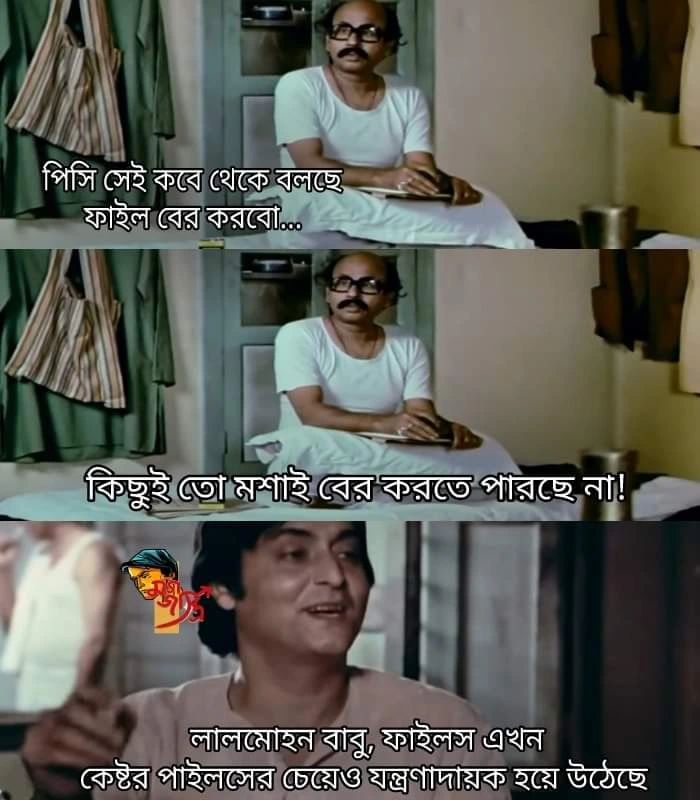 পিসি সেই কবে থেকে বলছে
ফাইল বের করবো...
কিছুই তো মশাই বের করতে পারছে না!
লালমোহন বাবু, ফাইলস এখন
কেষ্টর পাইলসের চেয়েও যন্ত্রণাদায়ক হয়ে উঠেছে